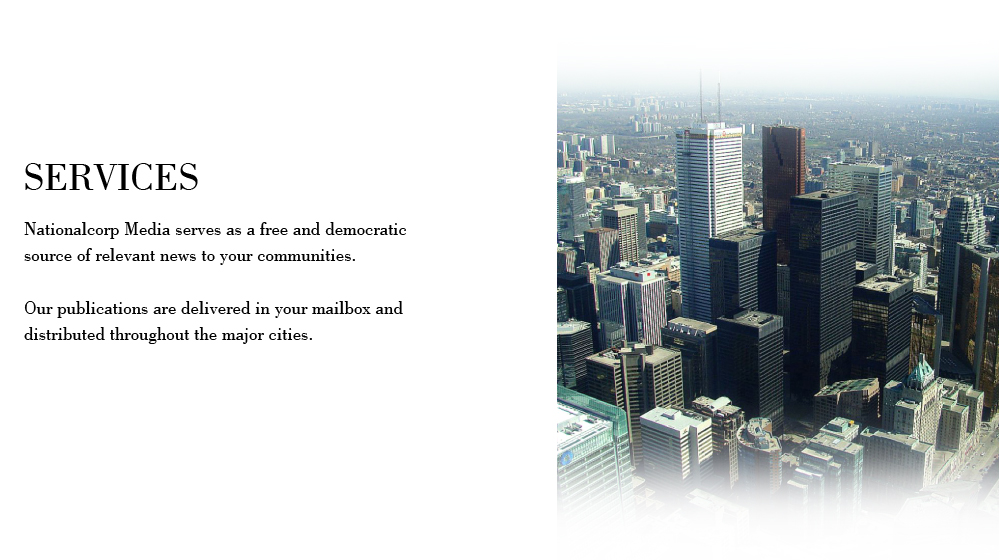 SERVICES
Nationalcorp Media serves as a free and democratic
source of relevant news to your communities.
Our publications are delivered in your mailbox and
distributed throughout the major cities.